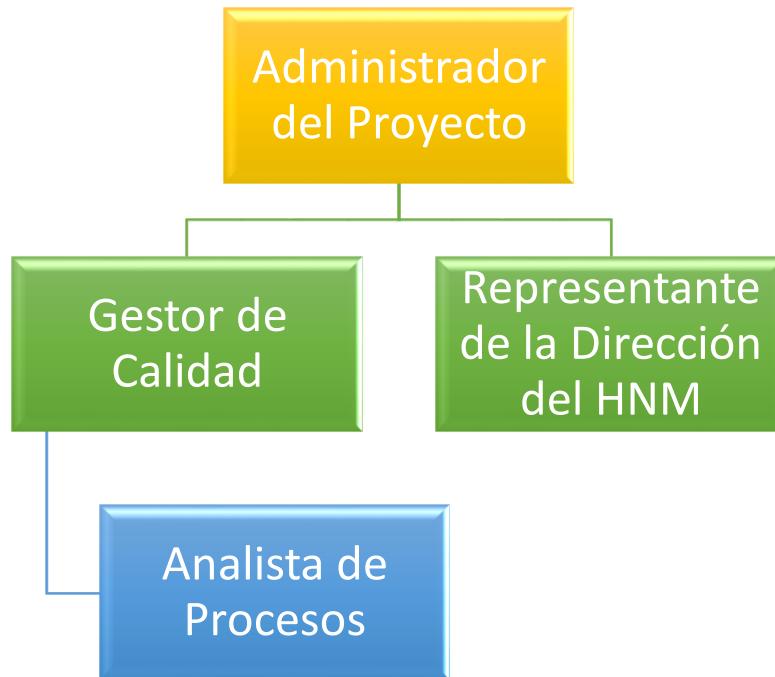 Administrador
del Proyecto
Gestor de
Calidad
Representante
de la Dirección
del HNM
Analista de
Procesos